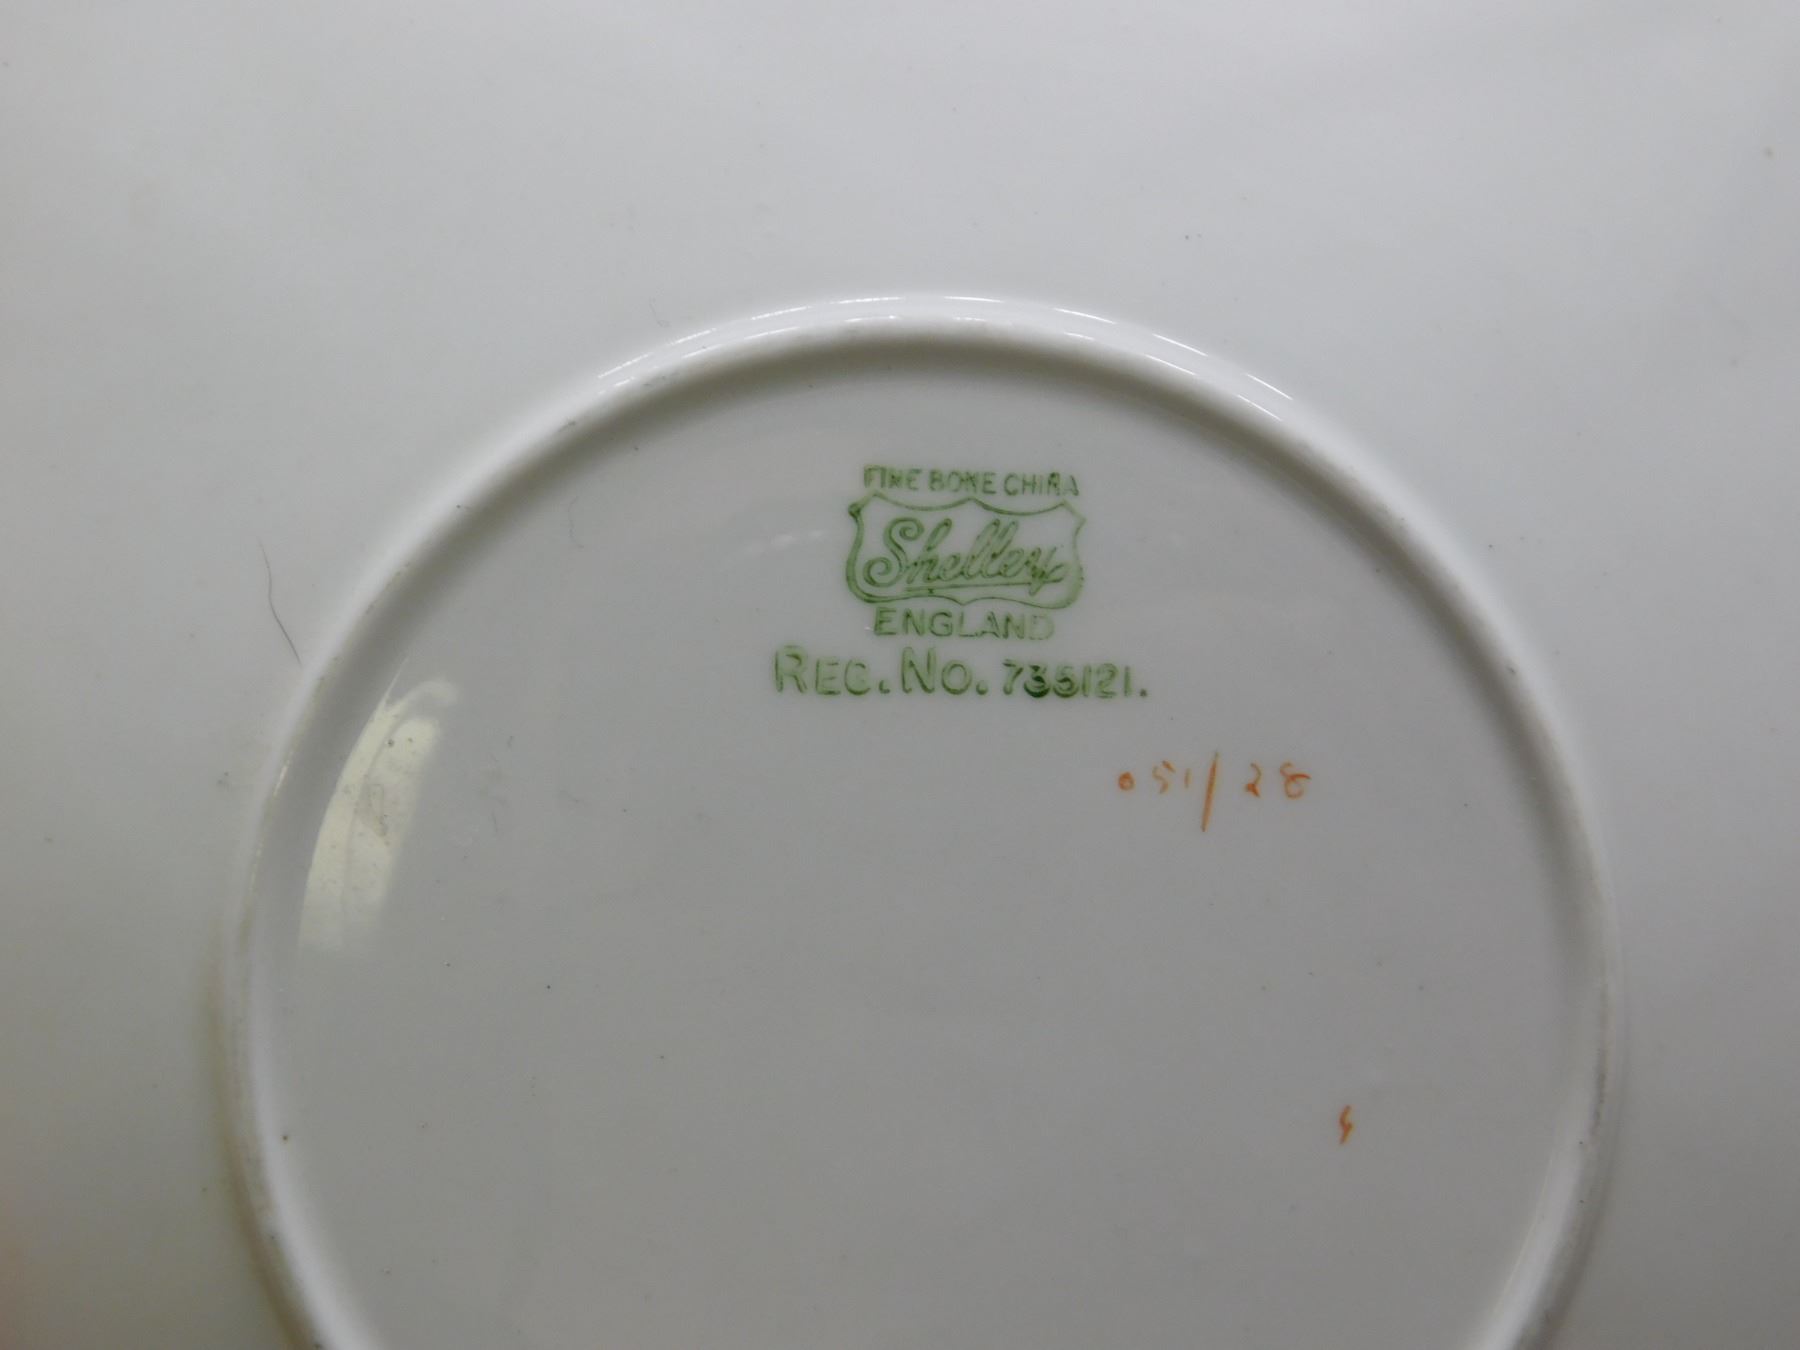 FINE BONE CHINA
Shelley
ENGLAND
REG. No. 735121.
051/28